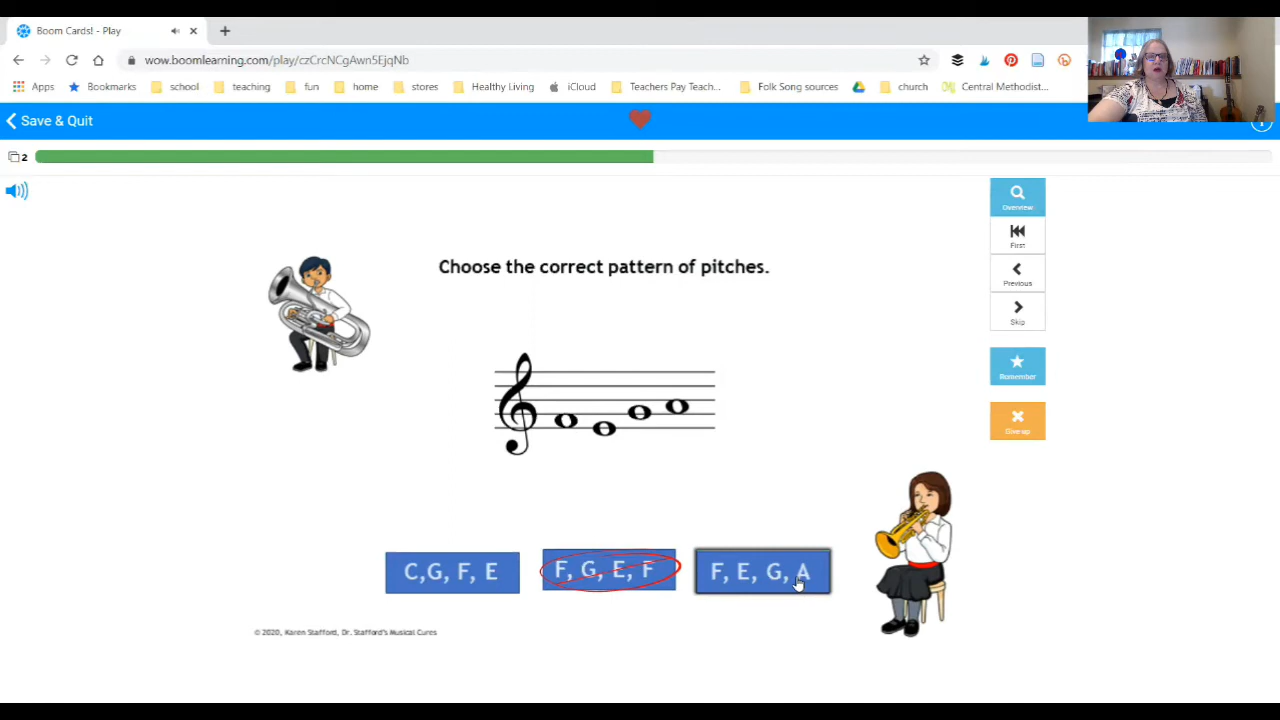 Boom Cards! - Play
wow.boomlearning.com/play/czCrcNCgAwn5EjqNb
Apps Bookmarks school teaching fun home stores Healthy Living iCloud Teachers Pay Teach... Folk Song sources church Central Methodist...
Save & Quit
2
Overview
First
Previous
Skip
Remember
Give up
Choose the correct pattern of pitches.
C,G, F, E
F, G, E, F
F, E, G, A
© 2020, Karen Stafford, Dr. Stafford's Musical Cures